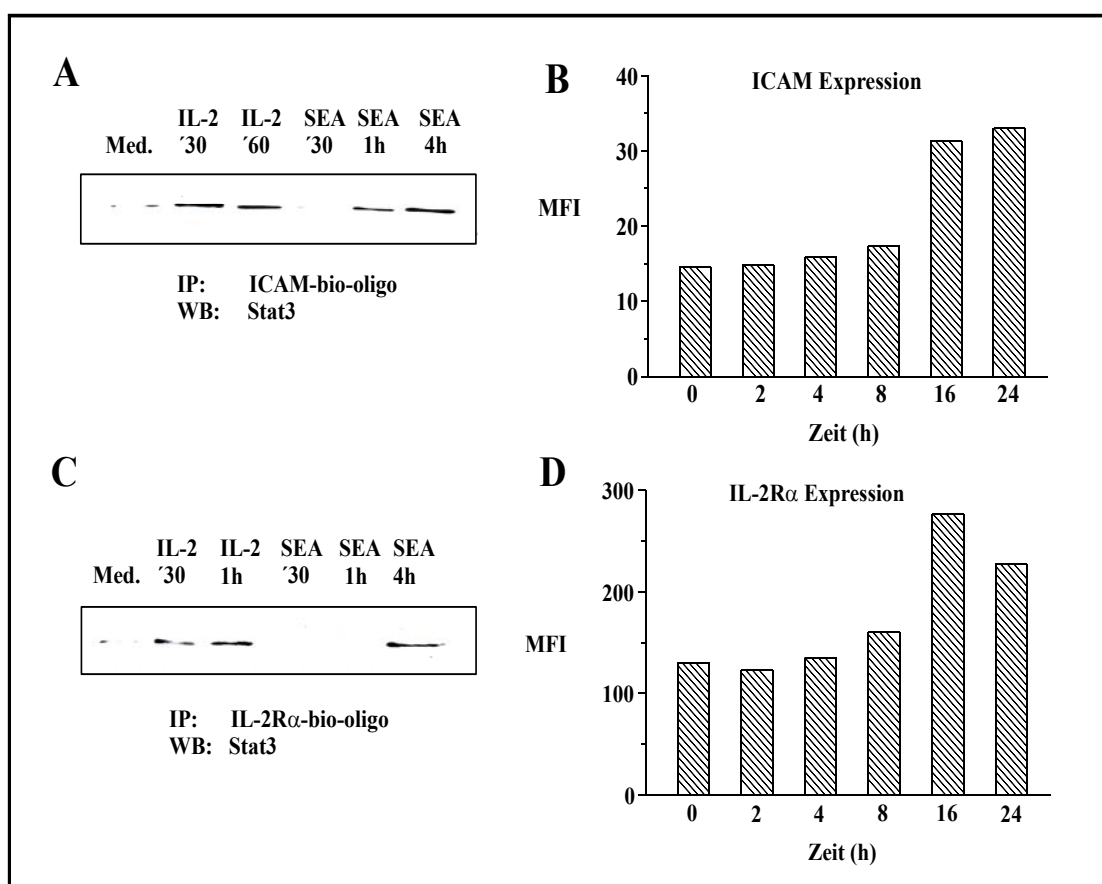 A
IL-2 IL-2 SEA SEA SEA
Med. ´30 ´60 ´30 1h 4h
IP: ICAM-bio-oligo
WB: Stat3
B
ICAM Expression
40
30
MFI
20
10
0
0 2 4 8 16 24
Zeit (h)
C
IL-2 IL-2 SEA SEA SEA
Med. ´30 1h ´30 1h 4h
IP: IL-2Rα-bio-oligo
WB: Stat3
D
IL-2Rα Expression
300
200
MFI
100
0
0 2 4 8 16 24
Zeit (h)